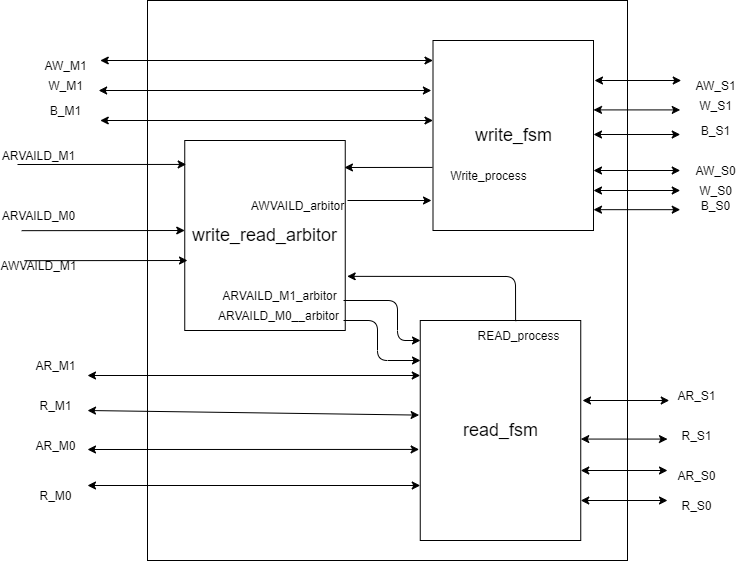 AW_M1
W_M1
B_M1
ARVAILD_M1
ARVAILD_M0
AWVAILD_M1
write_fsm
Write_process
AW_S1
W_S1
B_S1
AW_S0
W_S0
B_S0
AWVAILD_arbitor
write_read_arbitor
ARVAILD_M1_arbitor
ARVAILD_M0__arbitor
READ_process
read_fsm
AR_M1
R_M1
AR_M0
R_M0
AR_S1
R_S1
AR_S0
R_S0